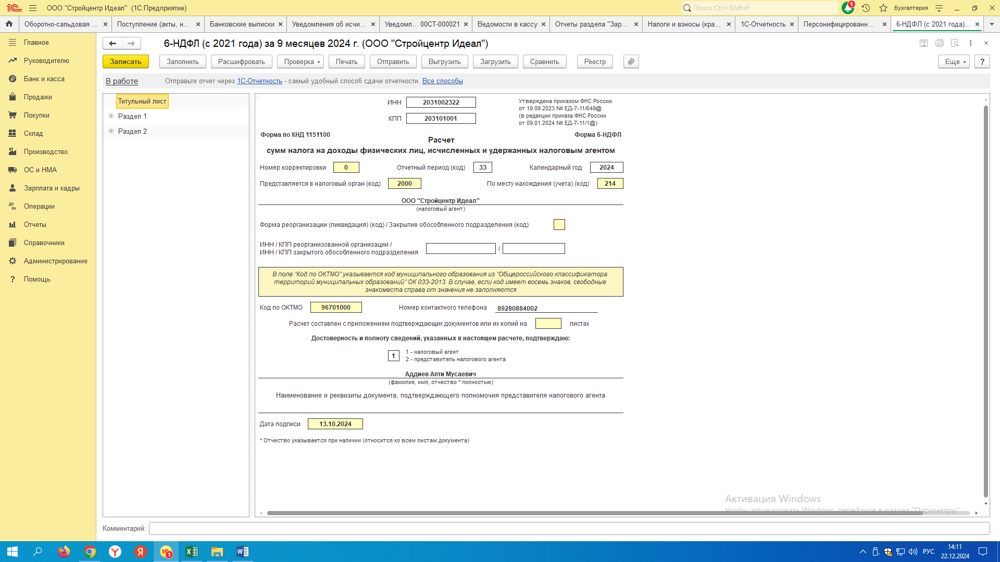 ООО "Стройцентр Идеал" (1С:Предприятие)
Поиск Ctrl+Shift+F
1
Бухгалтерия
Оборотно-сальдовая ...
Поступление (акты, н...
Банковские выписки
Уведомления об исчи...
Уведомл... 00СТ-000021
Ведомости в кассу
Отчеты раздела "Зар...
Налоги и взносы (кра...
1С-Отчетность
Персонифицированн...
6-НДФЛ (с 2021 года)...
Главное
Руководителю
Банк и касса
Продажи
Покупки
Склад
Производство
ОС и НМА
Зарплата и кадры
Операции
Отчеты
Справочники
Администрирование
? Помощь
6-НДФЛ (с 2021 года) за 9 месяцев 2024 г. (ООО "Стройцентр Идеал")
Записать
Заполнить
Расшифровать
Проверка
Печать
Отправить
Выгрузить
Загрузить
Сравнить
Реестр
Еще
?
В работе
Отправьте отчет через 1С-Отчетность - самый удобный способ сдачи отчетности. Все способы
Титульный лист
Раздел 1
Раздел 2
ИНН 2031002322
КПП 203101001
Утверждена приказом ФНС России
от 19.09.2023 № ЕД-7-11/649@
(в редакции приказа ФНС России
от 09.01.2024 № ЕД-7-11/1@)
Форма по КНД 1151100
Форма 6-НДФЛ
Расчет
сумм налога на доходы физических лиц, исчисленных и удержанных налоговым агентом
Номер корректировки 0 Отчетный период (код) 33 Календарный год 2024
Представляется в налоговый орган (код) 2000 По месту нахождения (учета) (код) 214
ООО "Стройцентр Идеал"
(налоговый агент)
Форма реорганизации (ликвидация) (код) / Закрытие обособленного подразделения (код)
ИНН / КПП реорганизованной организации /
ИНН / КПП закрытого обособленного подразделения /
В поле "Код по ОКТМО" указывается код муниципального образования из "Общероссийского классификатора
территорий муниципальных образований" ОК 033-2013. В случае, если код имеет восемь знаков, свободные
знакоместа справа от значения не заполняются
Код по ОКТМО 96701000 Номер контактного телефона 89280884002
Расчет составлен с приложением подтверждающих документов или их копий на листах
Достоверность и полноту сведений, указанных в настоящем расчете, подтверждаю:
1
1 - налоговый агент
2 - представитель налогового агента
Аддиев Апти Мусаевич
(фамилия, имя, отчество * полностью)
Наименование и реквизиты документа, подтверждающего полномочия представителя налогового агента
Дата подписи 13.10.2024
* Отчество указывается при наличии (относится ко всем листам документа)
Активация Windows
Чтобы активировать Windows, перейдите в раздел "Параметры".
Комментарий:
РУС
14:11
22.12.2024